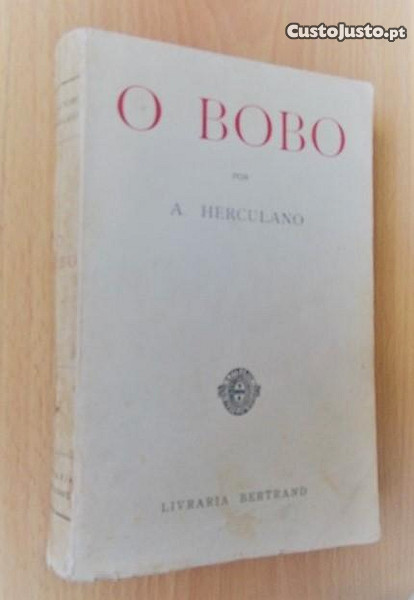 CustoJusto.pt
O BOBO
POR
A. HERCULANO
LIVRARIA BERTRAND